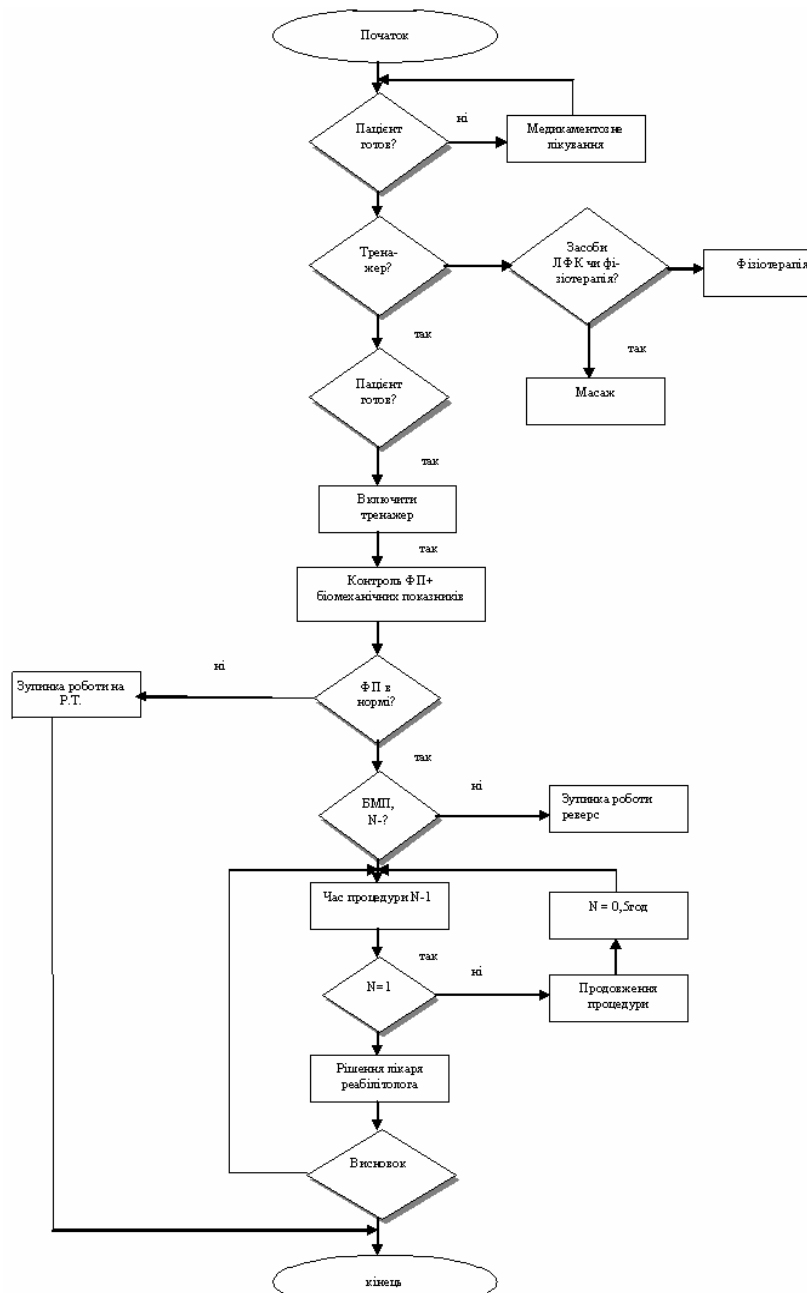 Початок
Пацієнт
готов?
ні
Медикаментозне
лікування
Трена-
жер?
Засоби
ЛФК чи фі-
зіотерапія?
Фізіотерапія
так
так
Пацієнт
готов?
Масаж
так
Включити
тренажер
так
Контроль ФП+
біомеханічних показників
ні
Зупинка роботи на
Р.Т.
ФП в
нормі?
так
БМП,
N-?
ні
Зупинка роботи
реверс
Час процедури N-1
N = 0,5год
так
ні
N=1
Продовження
процедури
Рішення лікаря
реабілітолога
Висновок
кінець